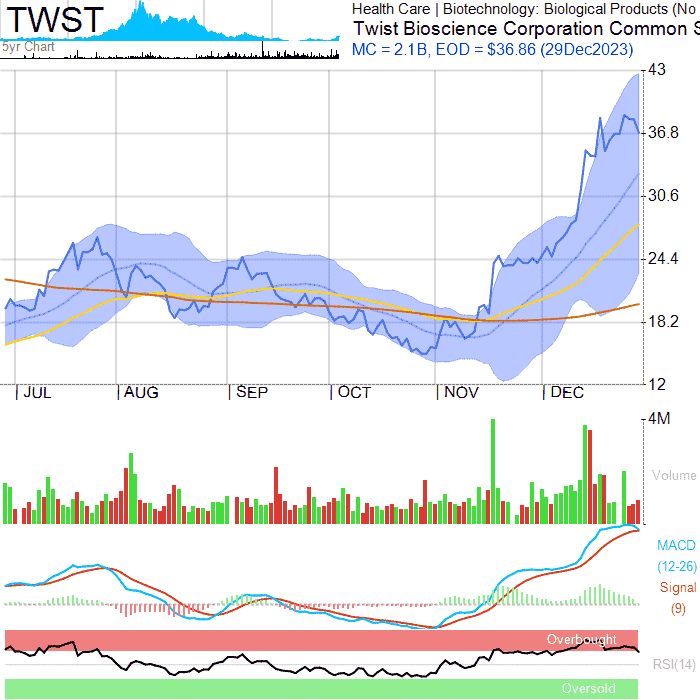 TWST
5yr Chart
Health Care | Biotechnology: Biological Products (No
Twist Bioscience Corporation Common S
MC = 2.1B, EOD = $36.86 (29Dec2023)
43
36.8
30.6
24.4
18.2
12
|JUL |AUG |SEP |OCT |NOV |DEC
4M
Volume
MACD
(12-26)
Signal
(9)
Overbought
RSI(14)
Oversold